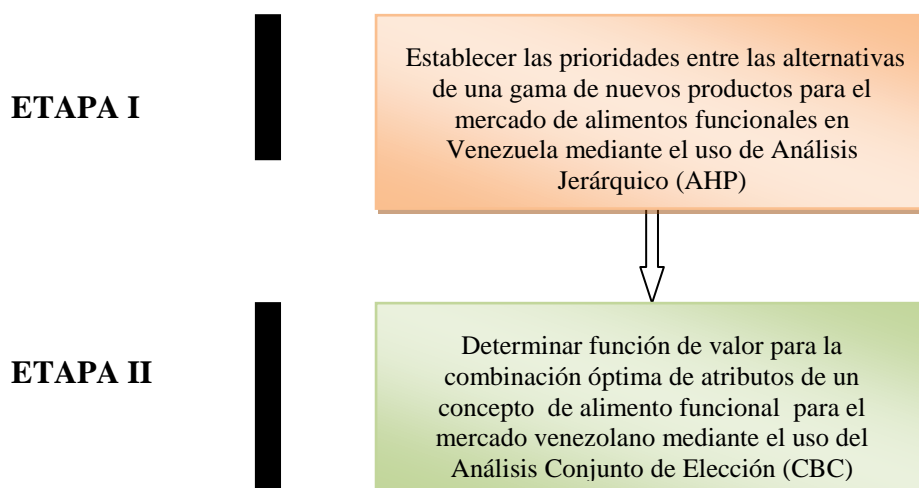 ETAPA I
Establecer las prioridades entre las alternativas
de una gama de nuevos productos para el
mercado de alimentos funcionales en
Venezuela mediante el uso de Análisis
Jerárquico (AHP)
ETAPA II
Determinar función de valor para la
combinación óptima de atributos de un
concepto de alimento funcional para el
mercado venezolano mediante el uso del
Análisis Conjunto de Elección (CBC)